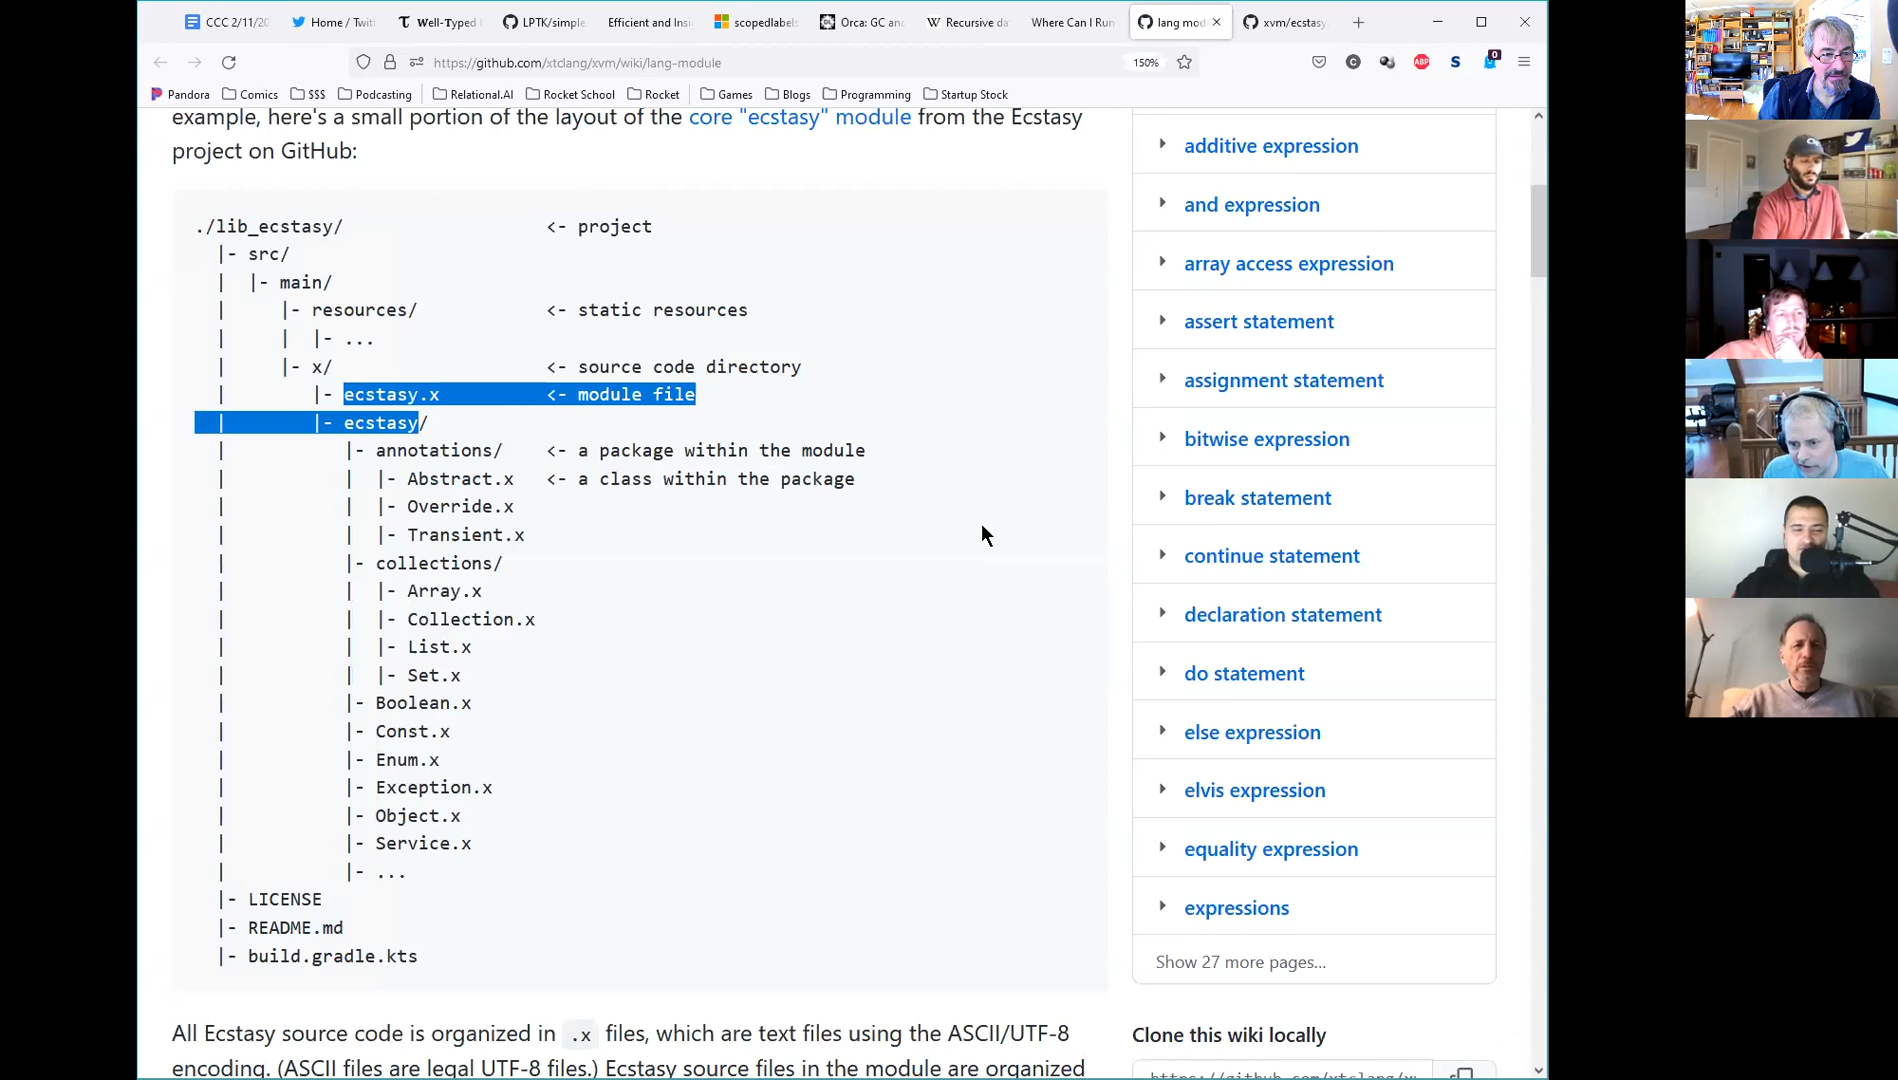 CCC 2/11/20
Home / Twitt
Well-Typed
LPTK/simple
Efficient and Insi
scopedlabels
Orca: GC and
Recursive da
Where Can I Run
lang mod
xvm/ecstasy
https://github.com/xtclang/xvm/wiki/lang-module
150%
ABP
0
Pandora
Comics
$$$
Podcasting
Relational.AI
Rocket School
Rocket
Games
Blogs
Programming
Startup Stock
example, here's a small portion of the layout of the core "ecstasy" module from the Ecstasy
project on GitHub:
./lib_ecstasy/ <- project
|- src/
| |- main/
| |- resources/ <- static resources
| | |- ...
| |- x/ <- source code directory
| |- ecstasy.x <- module file
| |- ecstasy/
| |- annotations/ <- a package within the module
| | |- Abstract.x <- a class within the package
| | |- Override.x
| | |- Transient.x
| |- collections/
| | |- Array.x
| | |- Collection.x
| | |- List.x
| | |- Set.x
| |- Boolean.x
| |- Const.x
| |- Enum.x
| |- Exception.x
| |- Object.x
| |- Service.x
| |- ...
|- LICENSE
|- README.md
|- build.gradle.kts
All Ecstasy source code is organized in .x files, which are text files using the ASCII/UTF-8
encoding. (ASCII files are legal UTF-8 files.) Ecstasy source files in the module are organized
additive expression
and expression
array access expression
assert statement
assignment statement
bitwise expression
break statement
continue statement
declaration statement
do statement
else expression
elvis expression
equality expression
expressions
Show 27 more pages...
Clone this wiki locally
https://github.com/xtclang/x